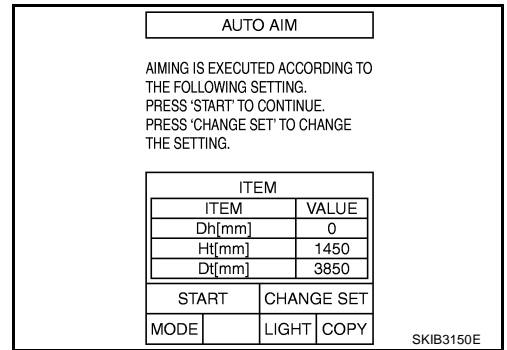 AUTO AIM
AIMING IS EXECUTED ACCORDING TO
THE FOLLOWING SETTING.
PRESS ‘START’ TO CONTINUE.
PRESS ‘CHANGE SET’ TO CHANGE
THE SETTING.
ITEM
ITEM VALUE
Dh[mm] 0
Ht[mm] 1450
Dt[mm] 3850
START CHANGE SET
MODE LIGHT COPY
SKIB3150E